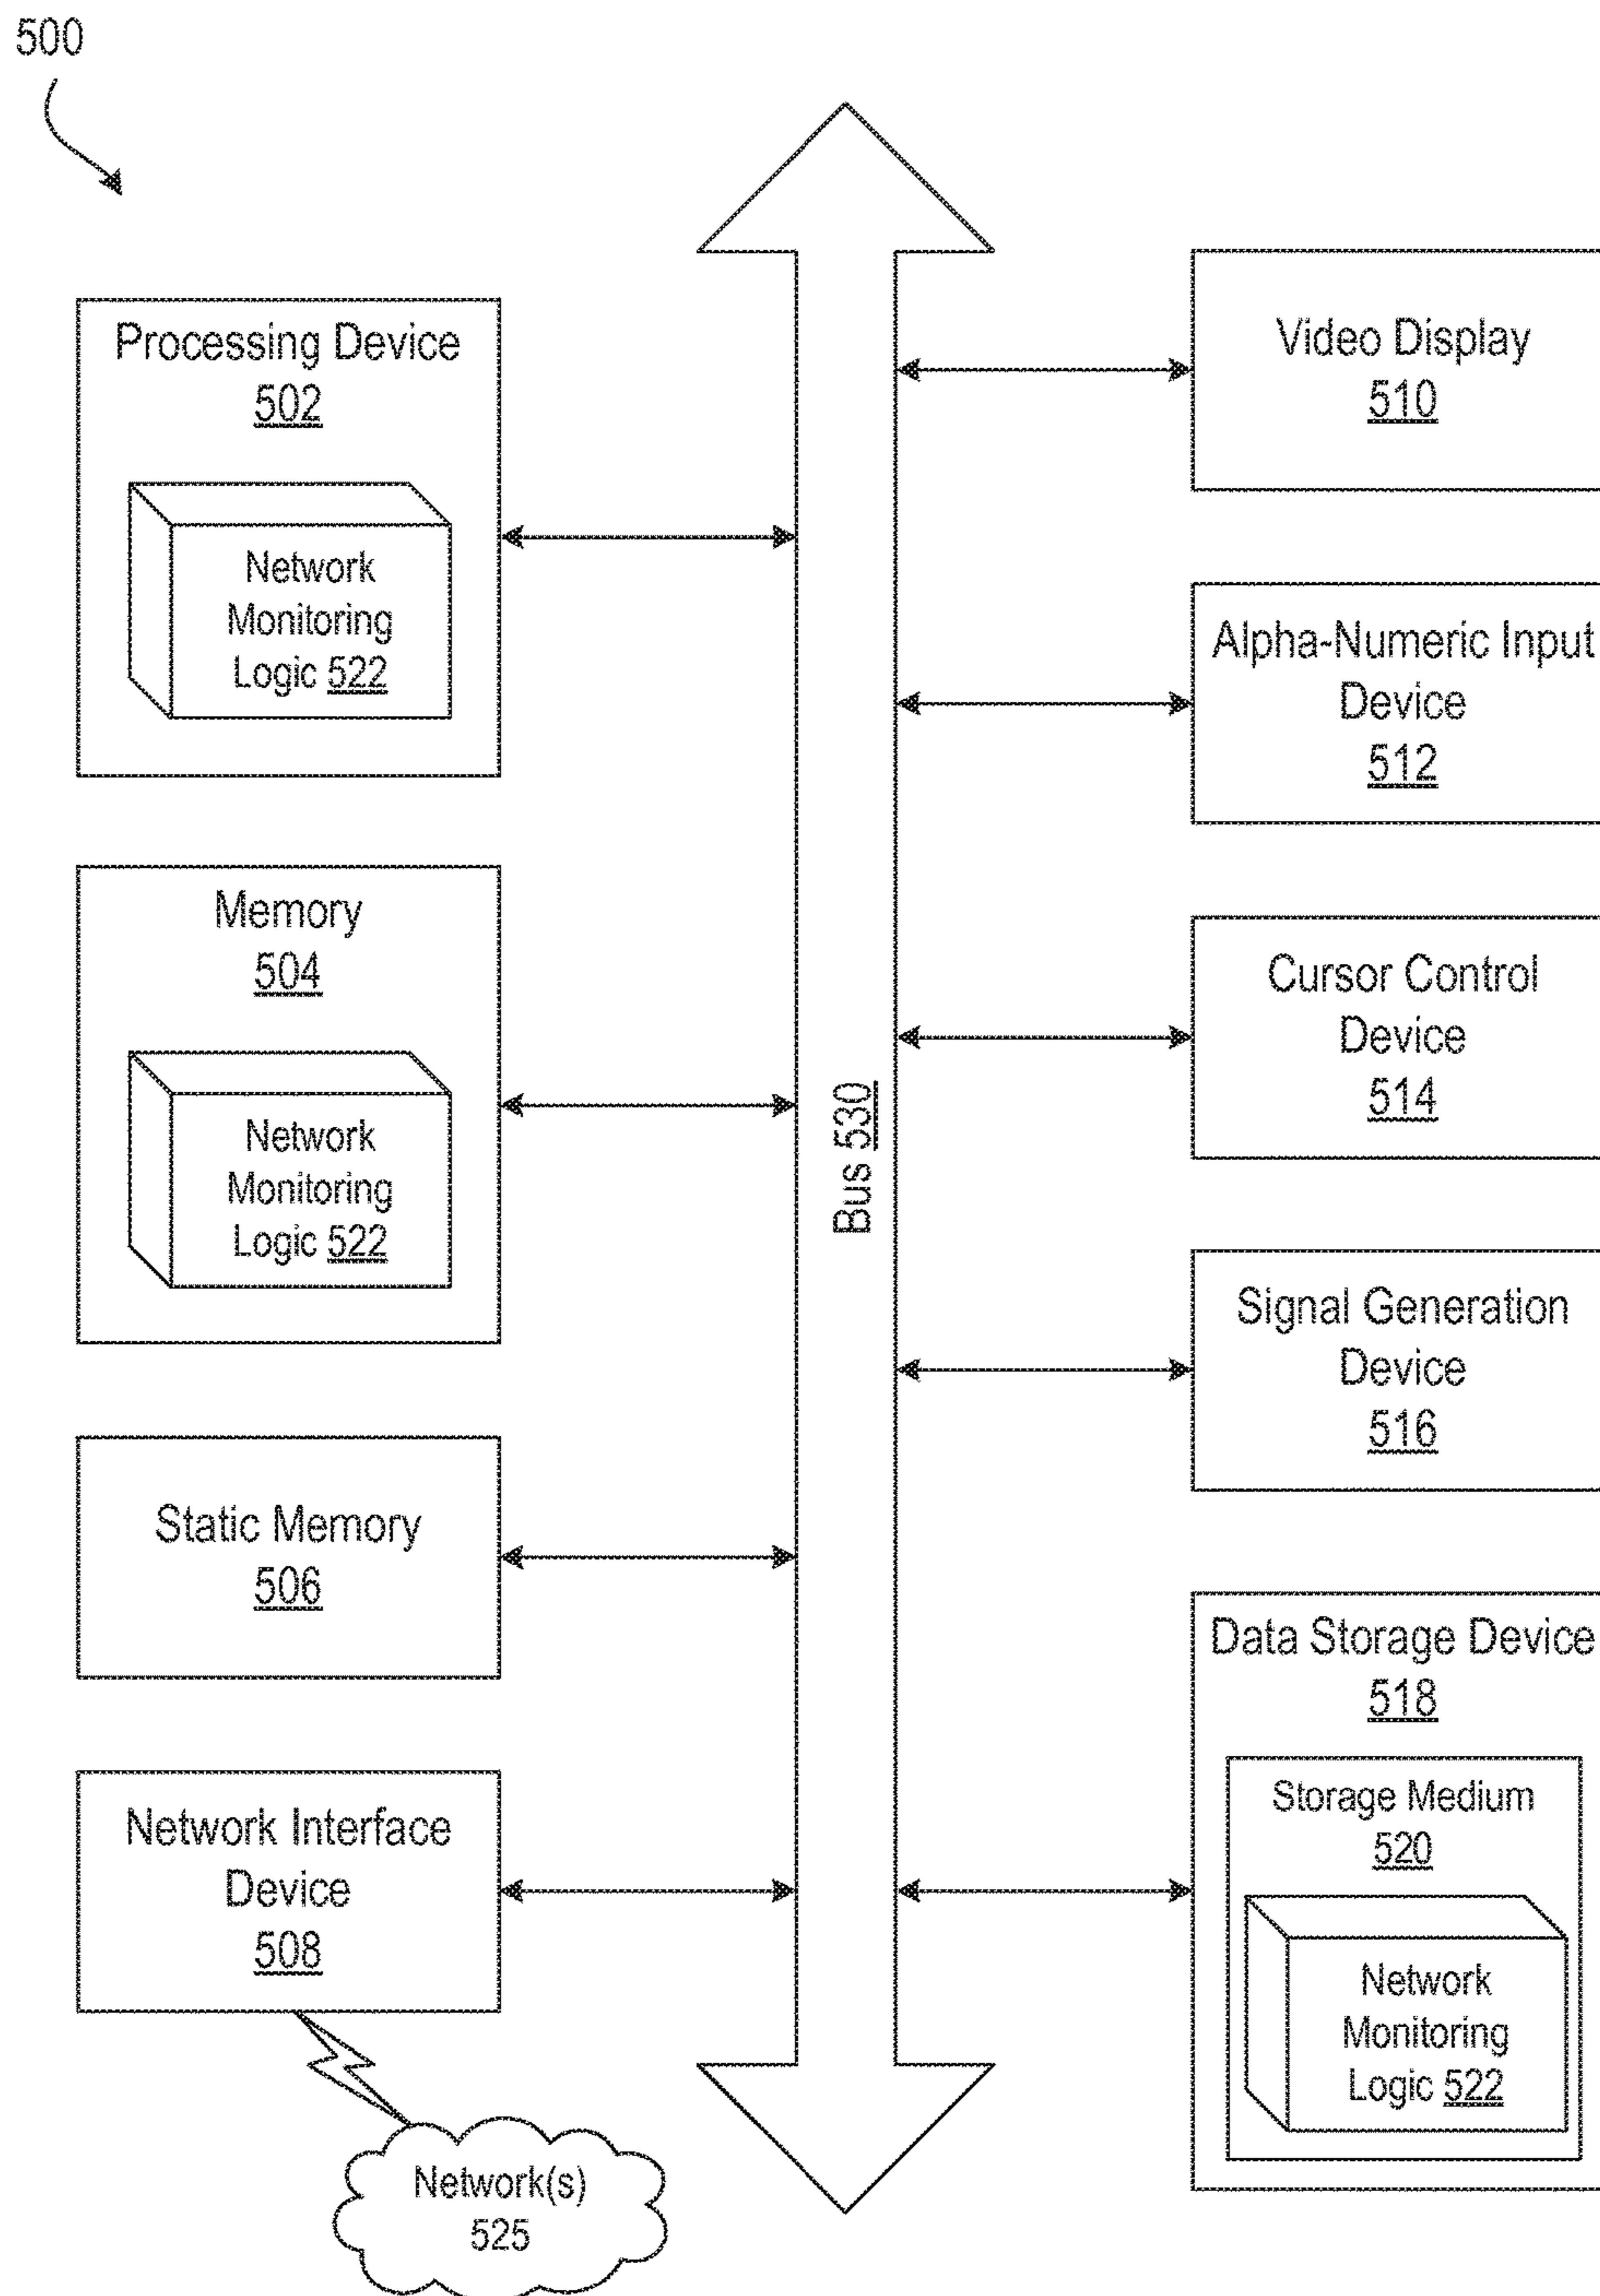 500
Processing Device
502
Network
Monitoring
Logic 522
Memory
504
Network
Monitoring
Logic 522
Static Memory
506
Network Interface
Device
508
Network(s)
525
Bus 530
Video Display
510
Alpha-Numeric Input
Device
512
Cursor Control
Device
514
Signal Generation
Device
516
Data Storage Device
518
Storage Medium
520
Network
Monitoring
Logic 522